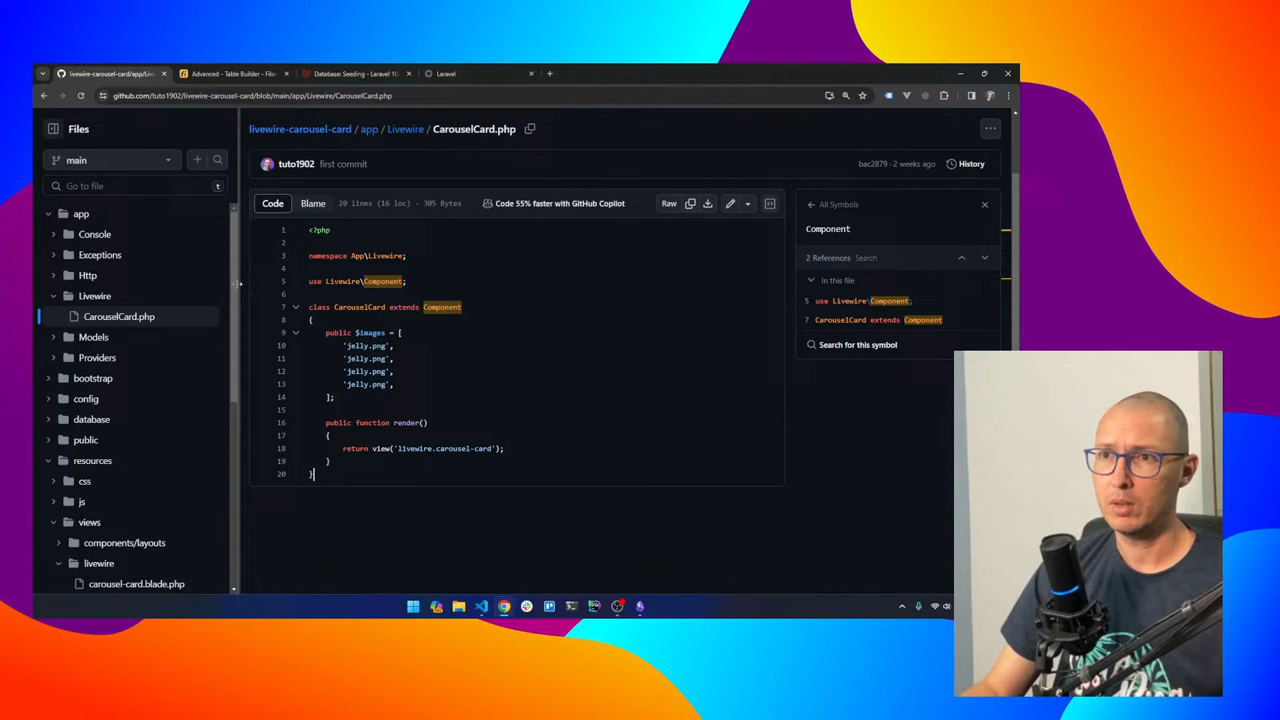 livewire-carousel-card/app/Liv
Advanced - Table Builder - File
Database: Seeding - Laravel 10
Laravel
github.com/tuto1902/livewire-carousel-card/blob/main/app/Livewire/CarouselCard.php
Files
livewire-carousel-card / app / Livewire / CarouselCard.php
main
tuto1902 first commit
bac2879 · 2 weeks ago
History
Go to file
t
Code
Blame
20 lines (16 loc) · 305 Bytes
Code 55% faster with GitHub Copilot
Raw
All Symbols
app
Console
Exceptions
Http
Livewire
CarouselCard.php
Models
Providers
bootstrap
config
database
public
resources
css
js
views
components/layouts
livewire
carousel-card.blade.php
1 <?php
2
3 namespace App\Livewire;
4
5 use Livewire\Component;
6
7 class CarouselCard extends Component
8 {
9 public $images = [
10 'jelly.png',
11 'jelly.png',
12 'jelly.png',
13 'jelly.png',
14 ];
15
16 public function render()
17 {
18 return view('livewire.carousel-card');
19 }
20 }
Component
2 References Search
In this file
5 use Livewire\Component;
7 CarouselCard extends Component
Search for this symbol